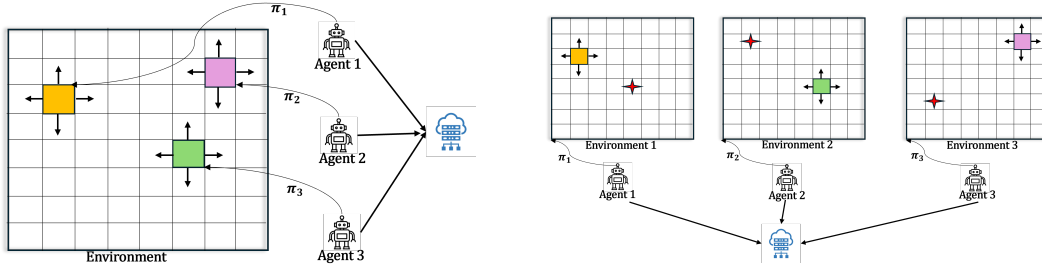 π₁
Agent 1
π₂
Agent 2
π₃
Agent 3
Environment
Environment 1
Environment 2
Environment 3
π₁
π₂
π₃
Agent 1
Agent 2
Agent 3